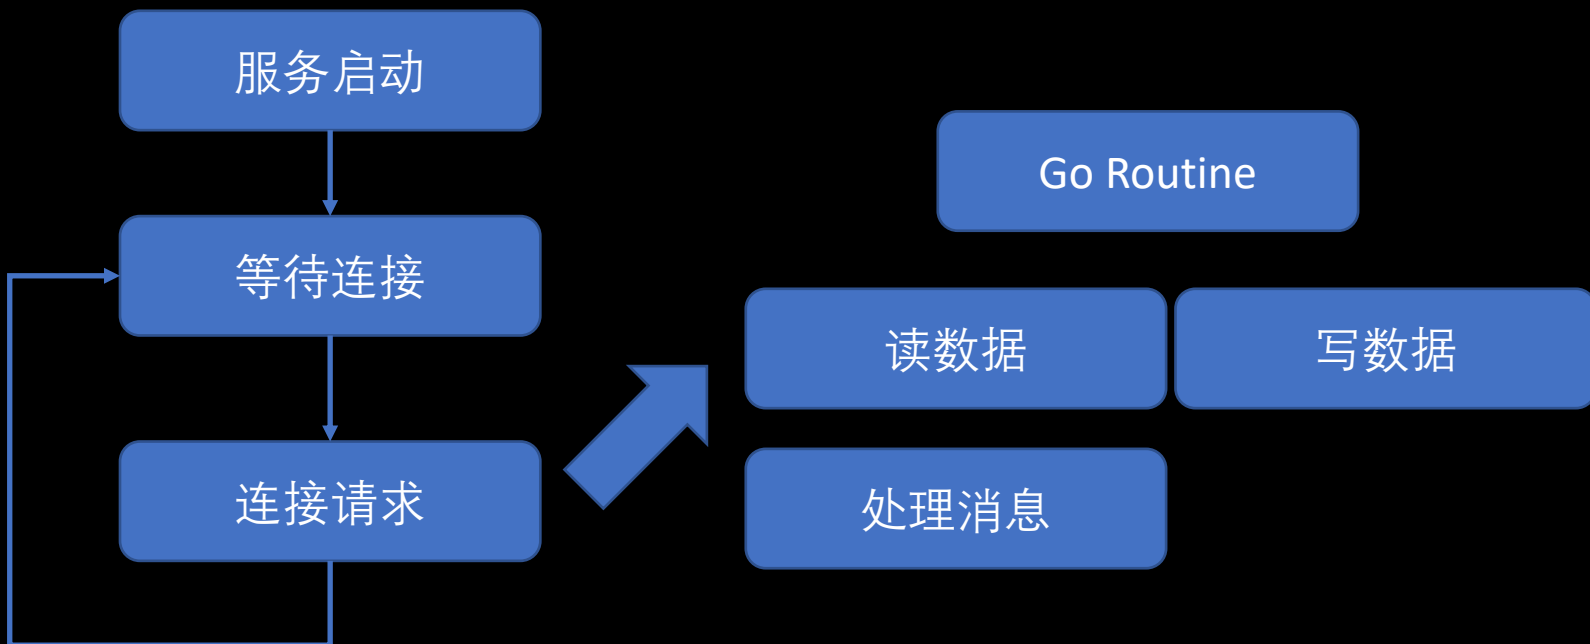 服务启动
等待连接
连接请求
Go Routine
读数据
写数据
处理消息